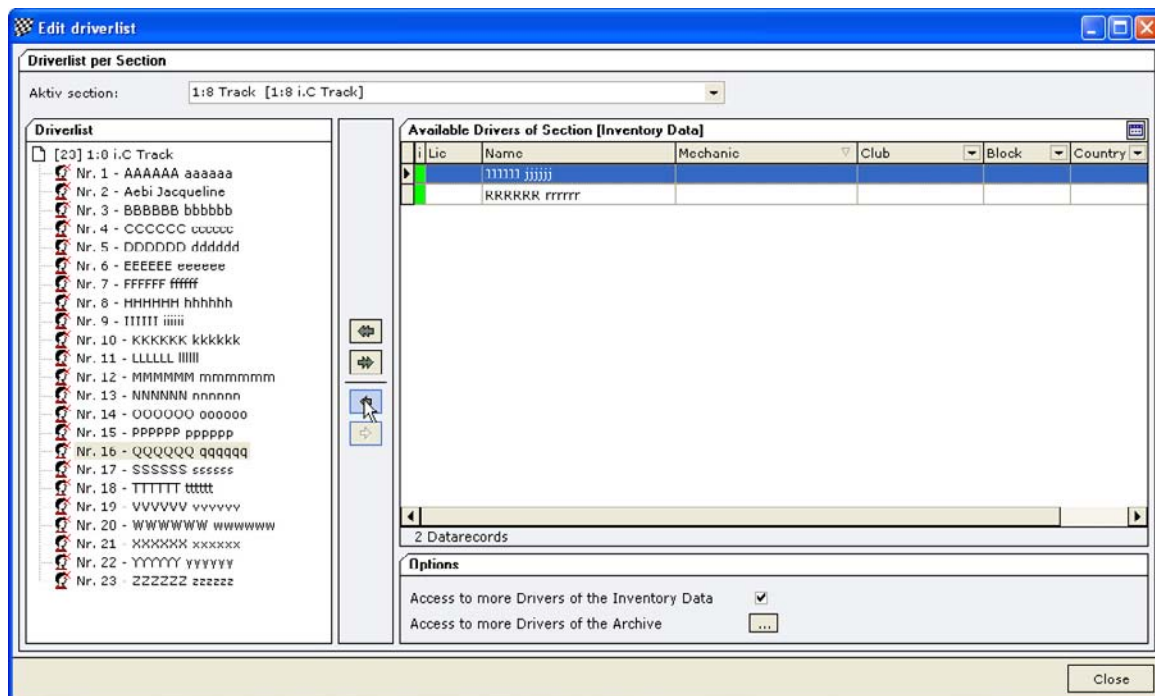 Edit driverlist
Driverlist per Section
Aktiv section:
1:8 Track [1:8 i.C Track]
Driverlist
[23] 1:8 i.C Track
Nr. 1 - AAAAAA aaaaaa
Nr. 2 - Aebi Jacqueline
Nr. 3 - BBBBBB bbbbbb
Nr. 4 - CCCCCC cccccc
Nr. 5 - DDDDDD dddddd
Nr. 6 - EEEEEE eeeeee
Nr. 7 - FFFFFF ffffff
Nr. 8 - HHHHHH hhhhhh
Nr. 9 - IIIIII iiiiii
Nr. 10 - KKKKKK kkkkkk
Nr. 11 - LLLLLL llllll
Nr. 12 - MMMMMM mmmmmm
Nr. 13 - NNNNNN nnnnnn
Nr. 14 - OOOOOO oooooo
Nr. 15 - PPPPPP pppppp
Nr. 16 - QQQQQQ qqqqqq
Nr. 17 - SSSSSS ssssss
Nr. 18 - TTTTTT tttttt
Nr. 19 - VVVVVV vvvvvv
Nr. 20 - WWWWWW wwwwww
Nr. 21 - XXXXXX xxxxxx
Nr. 22 - YYYYYY yyyyyy
Nr. 23 - ZZZZZZ zzzzzz
Available Drivers of Section [Inventory Data]
i Lic Name Mechanic Club Block Country
JJJJJJ jjjjjj
RRRRRR rrrrrr
2 Datarecords
Options
Access to more Drivers of the Inventory Data
Access to more Drivers of the Archive
...
Close